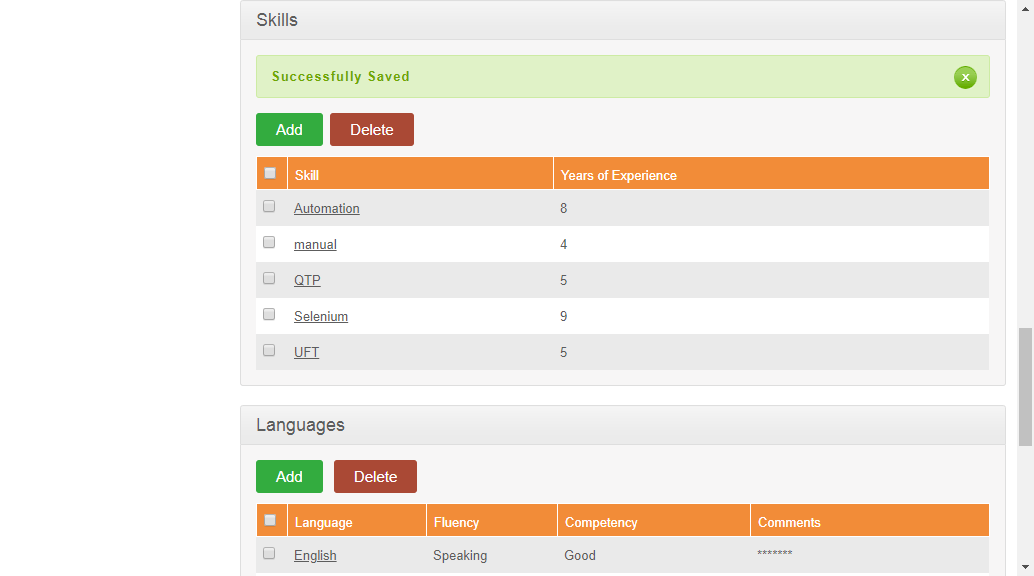 Skills
Successfully Saved
x
Add Delete
Skill Years of Experience
Automation 8
manual 4
QTP 5
Selenium 9
UFT 5
Languages
Add Delete
Language Fluency Competency Comments
English Speaking Good *******